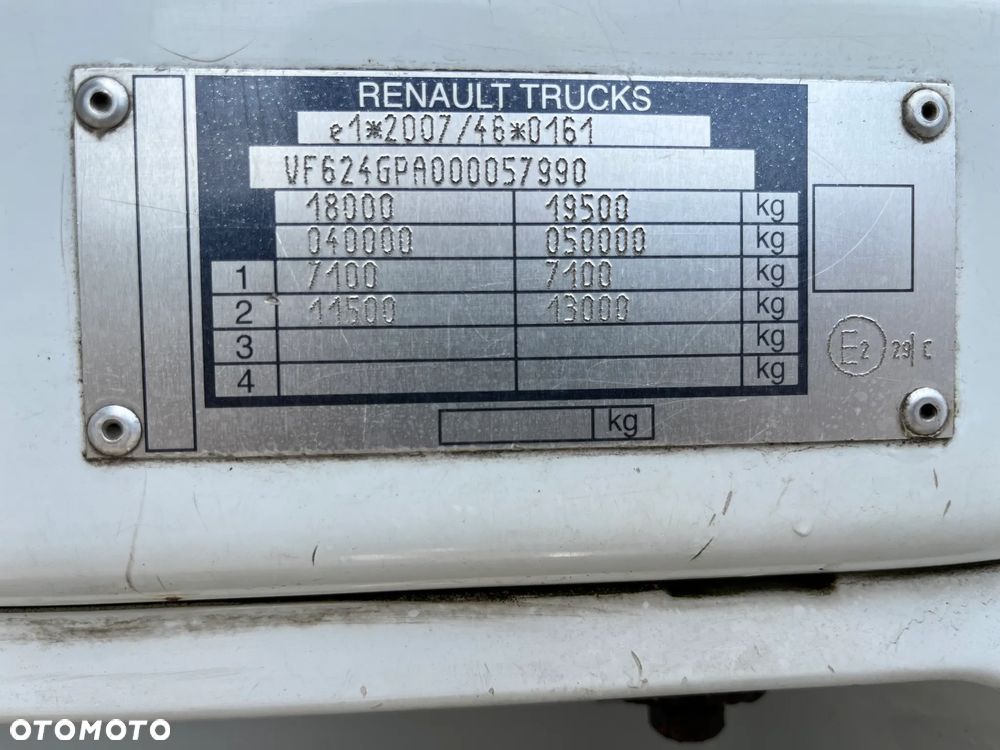 RENAULT TRUCKS
e1*2007/46*0161
VF624GPA000057990
18000 19500 kg
040000 050000 kg
1 7100 7100 kg
2 11500 13000 kg
3 kg
4 kg
E2 29R C
kg
OTOMOTO